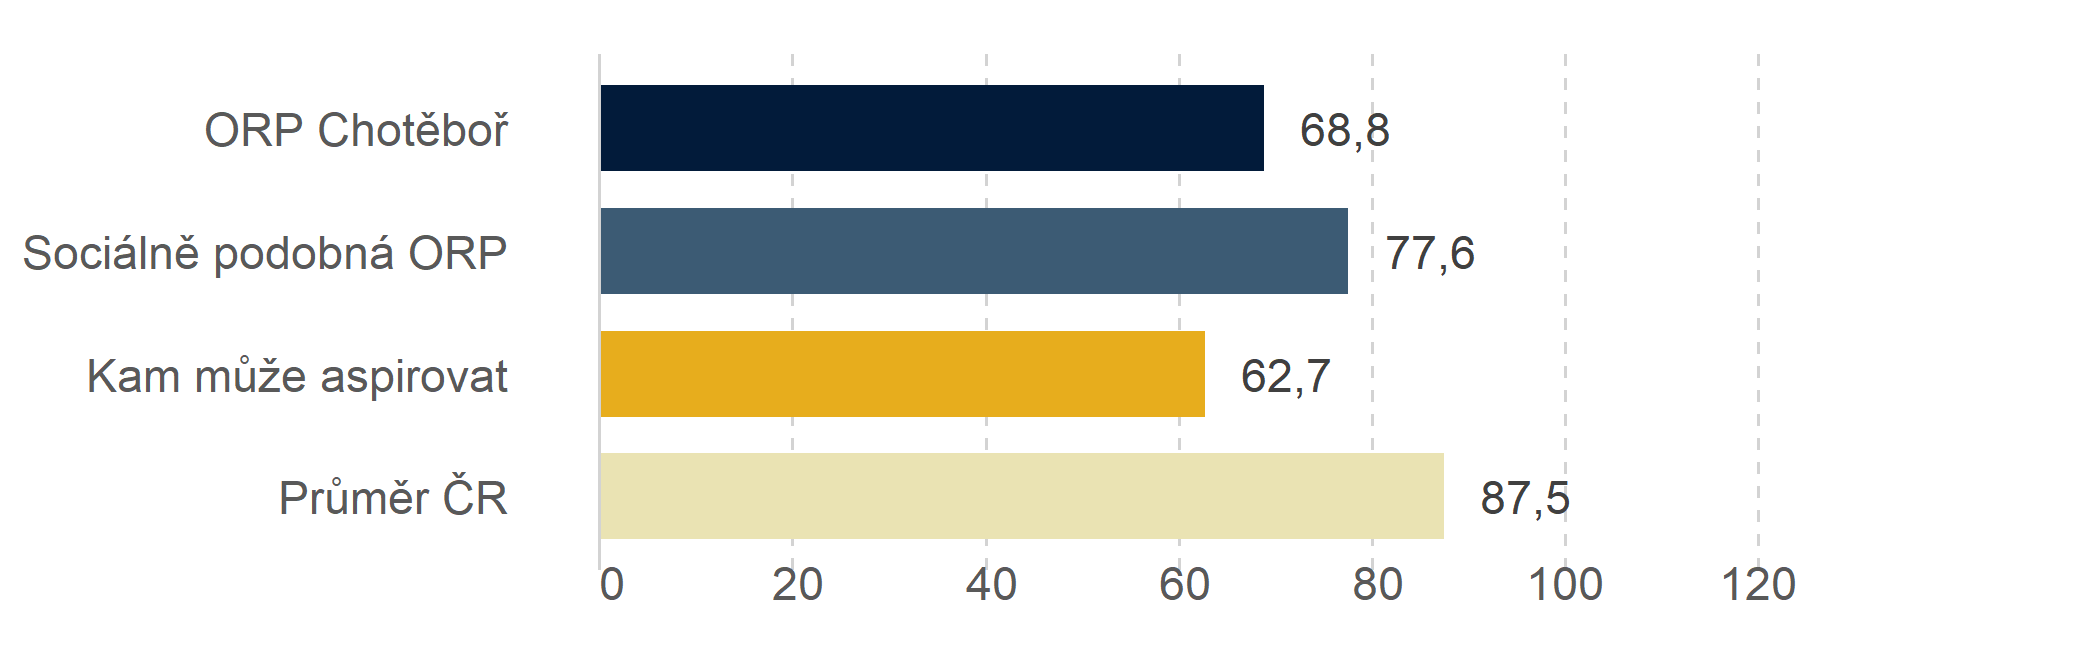 ORP Chotěboř
68,8
Sociálně podobná ORP
77,6
Kam může aspirovat
62,7
Průměr ČR
87,5
0 20 40 60 80 100 120